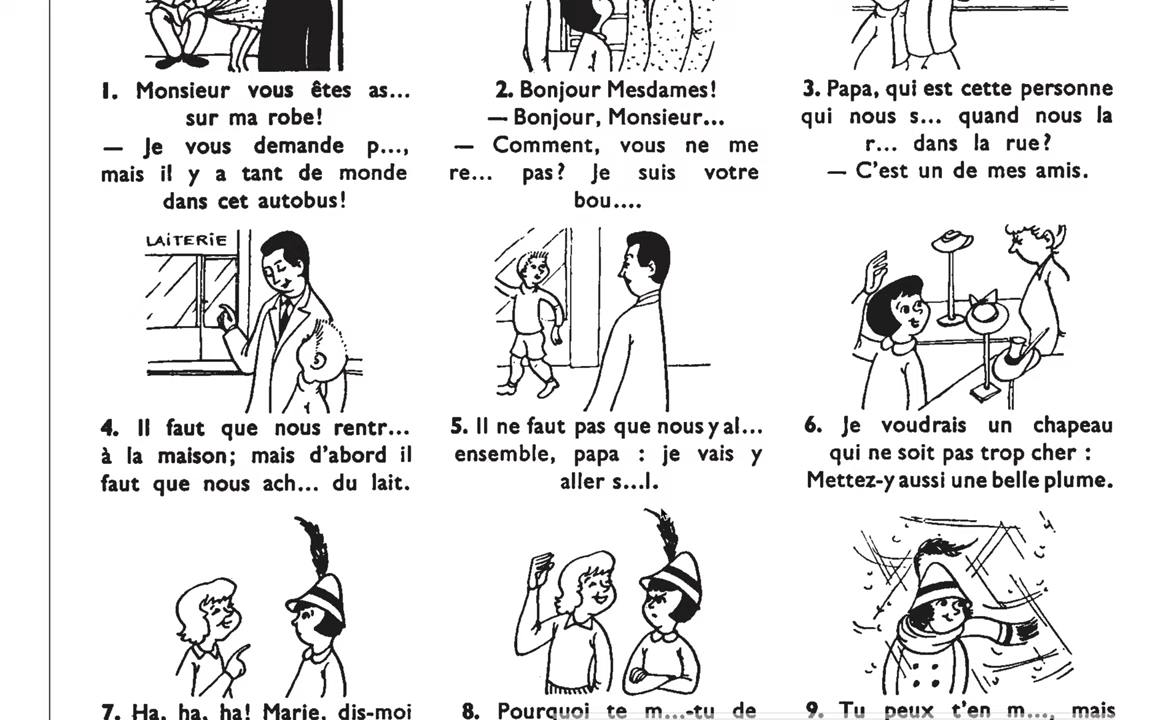 1. Monsieur vous êtes as...
sur ma robe!
— Je vous demande p...,
mais il y a tant de monde
dans cet autobus!
2. Bonjour Mesdames!
— Bonjour, Monsieur...
— Comment, vous ne me
re... pas? Je suis votre
bou....
3. Papa, qui est cette personne
qui nous s... quand nous la
r... dans la rue?
— C'est un de mes amis.
LAITERIE
4. Il faut que nous rentr...
à la maison; mais d'abord il
faut que nous ach... du lait.
5. Il ne faut pas que nous y al...
ensemble, papa : je vais y
aller s...l.
6. Je voudrais un chapeau
qui ne soit pas trop cher :
Mettez-y aussi une belle plume.
7. Ha, ha, ha! Marie, dis-moi
8. Pourquoi te m...-tu de
9. Tu peux t'en m..., mais